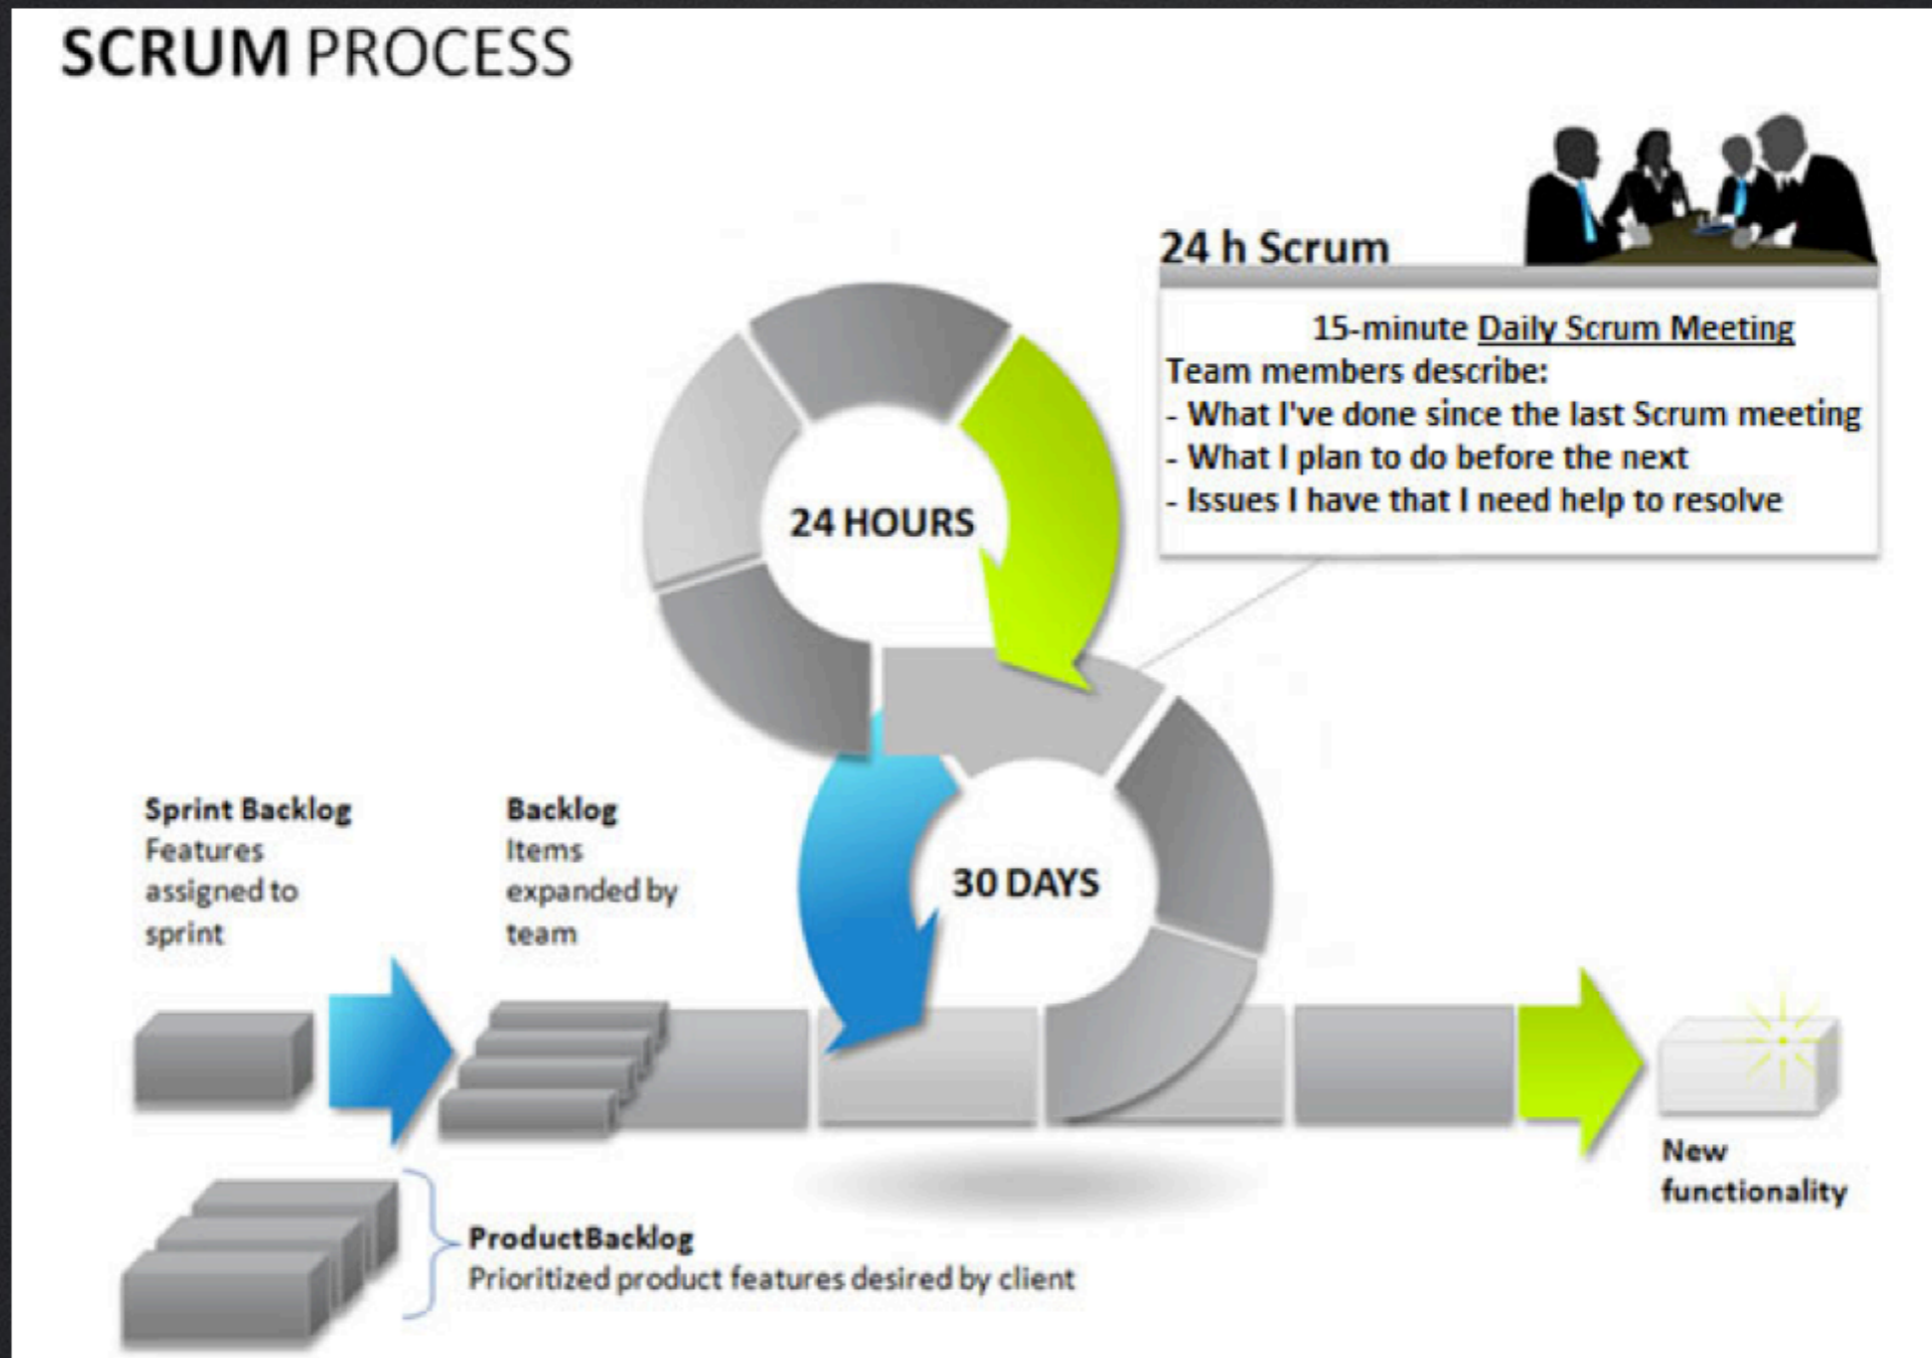 SCRUM PROCESS
24 h Scrum
15-minute Daily Scrum Meeting
Team members describe:
- What I've done since the last Scrum meeting
- What I plan to do before the next
- Issues I have that I need help to resolve
24 HOURS
30 DAYS
Sprint Backlog
Features
assigned to
sprint
Backlog
Items
expanded by
team
New
functionality
ProductBacklog
Prioritized product features desired by client